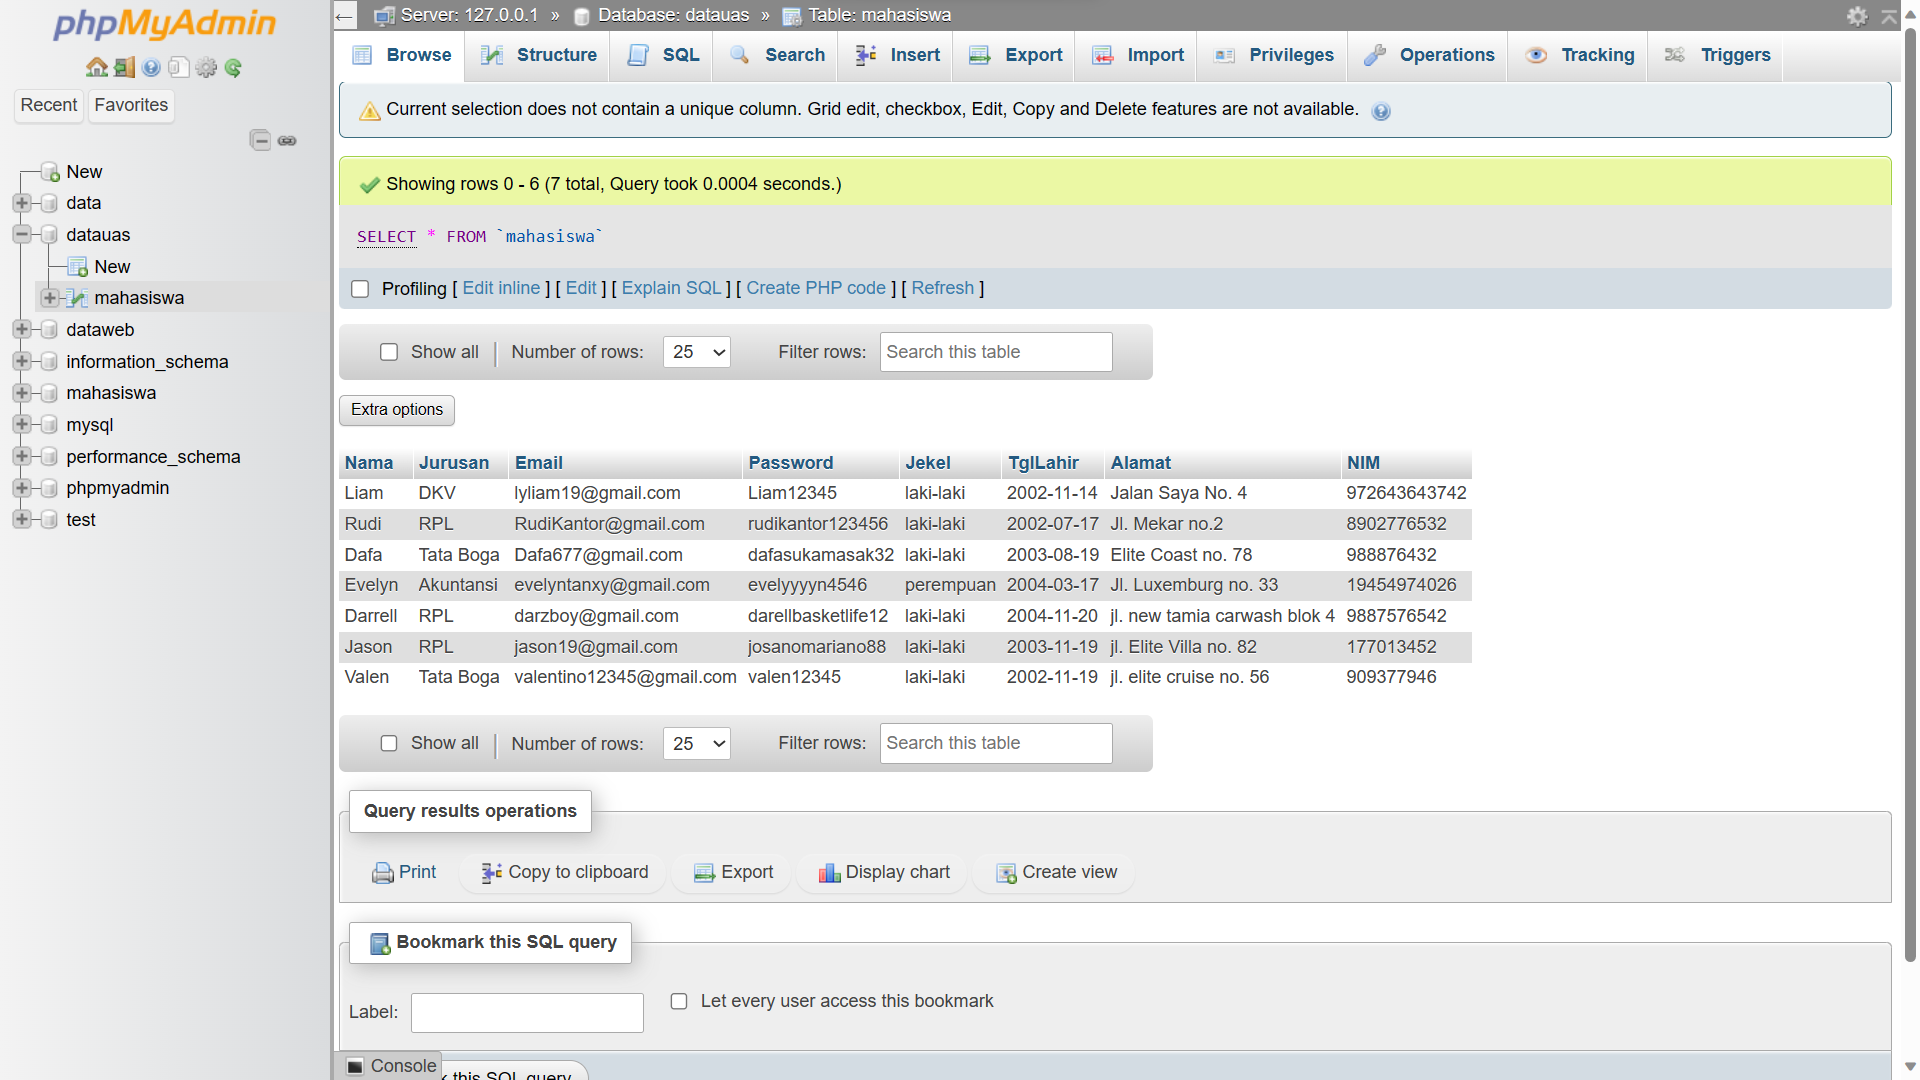 phpMyAdmin
Recent Favorites
New
data
datauas
New
mahasiswa
dataweb
information_schema
mahasiswa
mysql
performance_schema
phpmyadmin
test
Server: 127.0.0.1 » Database: datauas » Table: mahasiswa
Browse Structure SQL Search Insert Export Import Privileges Operations Tracking Triggers
Current selection does not contain a unique column. Grid edit, checkbox, Edit, Copy and Delete features are not available.
Showing rows 0 - 6 (7 total, Query took 0.0004 seconds.)
SELECT * FROM `mahasiswa`
Profiling [ Edit inline ] [ Edit ] [ Explain SQL ] [ Create PHP code ] [ Refresh ]
Show all | Number of rows: 25 Filter rows: Search this table
Extra options
Nama Jurusan Email Password Jekel TglLahir Alamat NIM
Liam DKV lyliam19@gmail.com Liam12345 laki-laki 2002-11-14 Jalan Saya No. 4 972643643742
Rudi RPL RudiKantor@gmail.com rudikantor123456 laki-laki 2002-07-17 Jl. Mekar no.2 8902776532
Dafa Tata Boga Dafa677@gmail.com dafasukamasak32 laki-laki 2003-08-19 Elite Coast no. 78 988876432
Evelyn Akuntansi evelyntanxy@gmail.com evelyyyyn4546 perempuan 2004-03-17 Jl. Luxemburg no. 33 19454974026
Darrell RPL darzboy@gmail.com darellbasketlife12 laki-laki 2004-11-20 jl. new tamia carwash blok 4 9887576542
Jason RPL jason19@gmail.com josanomariano88 laki-laki 2003-11-19 jl. Elite Villa no. 82 177013452
Valen Tata Boga valentino12345@gmail.com valen12345 laki-laki 2002-11-19 jl. elite cruise no. 56 909377946
Show all | Number of rows: 25 Filter rows: Search this table
Query results operations
Print Copy to clipboard Export Display chart Create view
Bookmark this SQL query
Label: Let every user access this bookmark
Console this SQL query